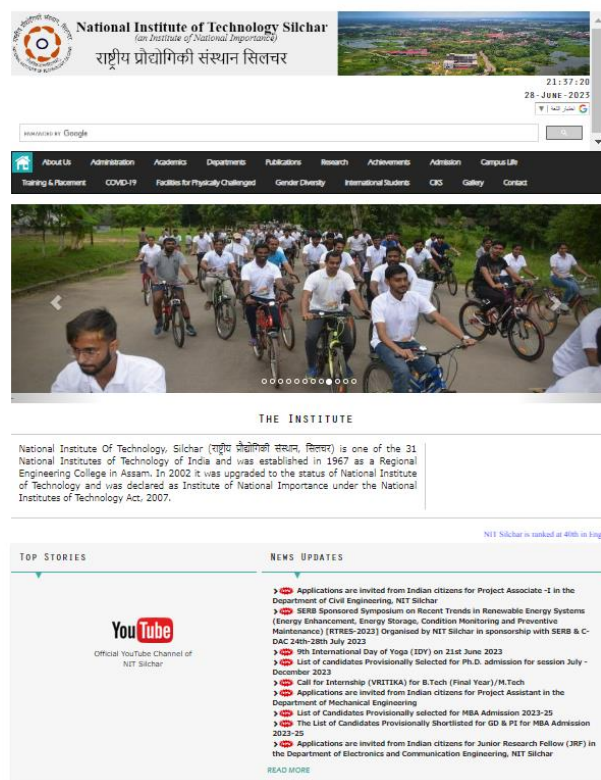 National Institute of Technology Silchar
(an Institute of National Importance)
राष्ट्रीय प्रौद्योगिकी संस्थान सिलचर
21:37:20
28-June-2023
اختيار اللغة
ENHANCED BY Google
About Us Administration Academics Departments Publications Research Achievements Admission Campus Life
Training & Placement COVID-19 Facilities for Physically Challenged Gender Diversity International Students CIKS Gallery Contact
The Institute
National Institute Of Technology, Silchar (राष्ट्रीय प्रौद्योगिकी संस्थान, सिलचर) is one of the 31
National Institutes of Technology of India and was established in 1967 as a Regional
Engineering College in Assam. In 2002 it was upgraded to the status of National Institute
of Technology and was declared as Institute of National Importance under the National
Institutes of Technology Act, 2007.
NIT Silchar is ranked at 40th in Eng
Top Stories
YouTube
Official YouTube Channel of
NIT Silchar
News Updates
Applications are invited from Indian citizens for Project Associate -I in the
Department of Civil Engineering, NIT Silchar
SERB Sponsored Symposium on Recent Trends in Renewable Energy Systems
(Energy Enhancement, Energy Storage, Condition Monitoring and Preventive
Maintenance) [RTRES-2023] Organised by NIT Silchar in sponsorship with SERB & C-
DAC 24th-28th July 2023
9th International Day of Yoga (IDY) on 21st June 2023
List of candidates Provisionally Selected for Ph.D. admission for session July -
December 2023
Call for Internship (VRITIKA) for B.Tech (Final Year)/M.Tech
Applications are invited from Indian citizens for Project Assistant in the
Department of Mechanical Engineering
List of Candidates Provisionally selected for MBA Admission 2023-25
The List of Candidates Provisionally Shortlisted for GD & PI for MBA Admission
2023-25
Applications are invited from Indian citizens for Junior Research Fellow (JRF) in
the Department of Electronics and Communication Engineering, NIT Silchar
READ MORE